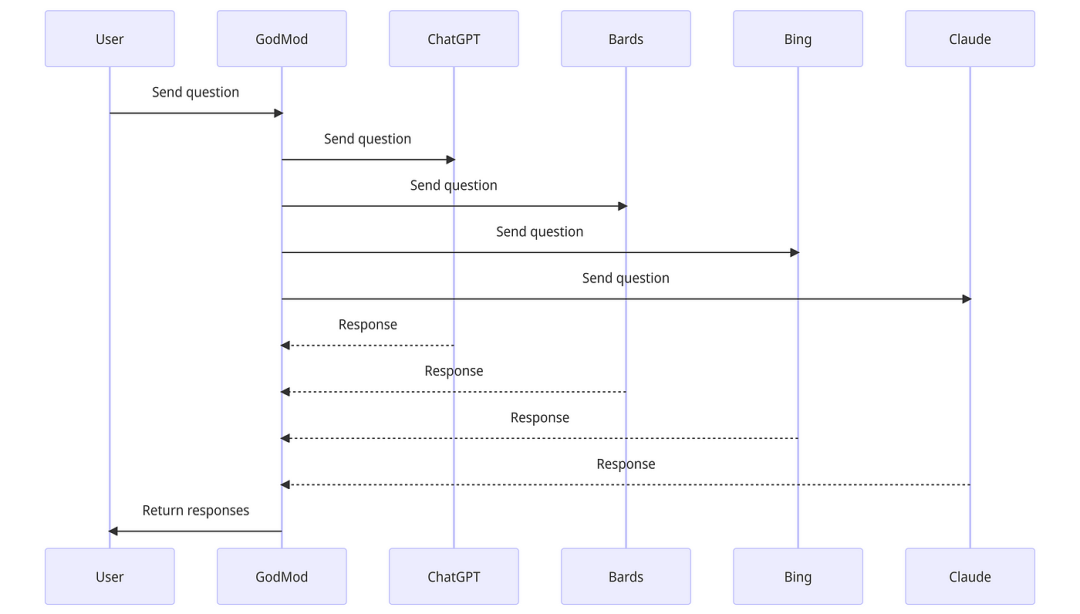 User GodMod ChatGPT Bards Bing Claude
Send question
Send question
Send question
Send question
Send question
Response
Response
Response
Response
Return responses
User GodMod ChatGPT Bards Bing Claude